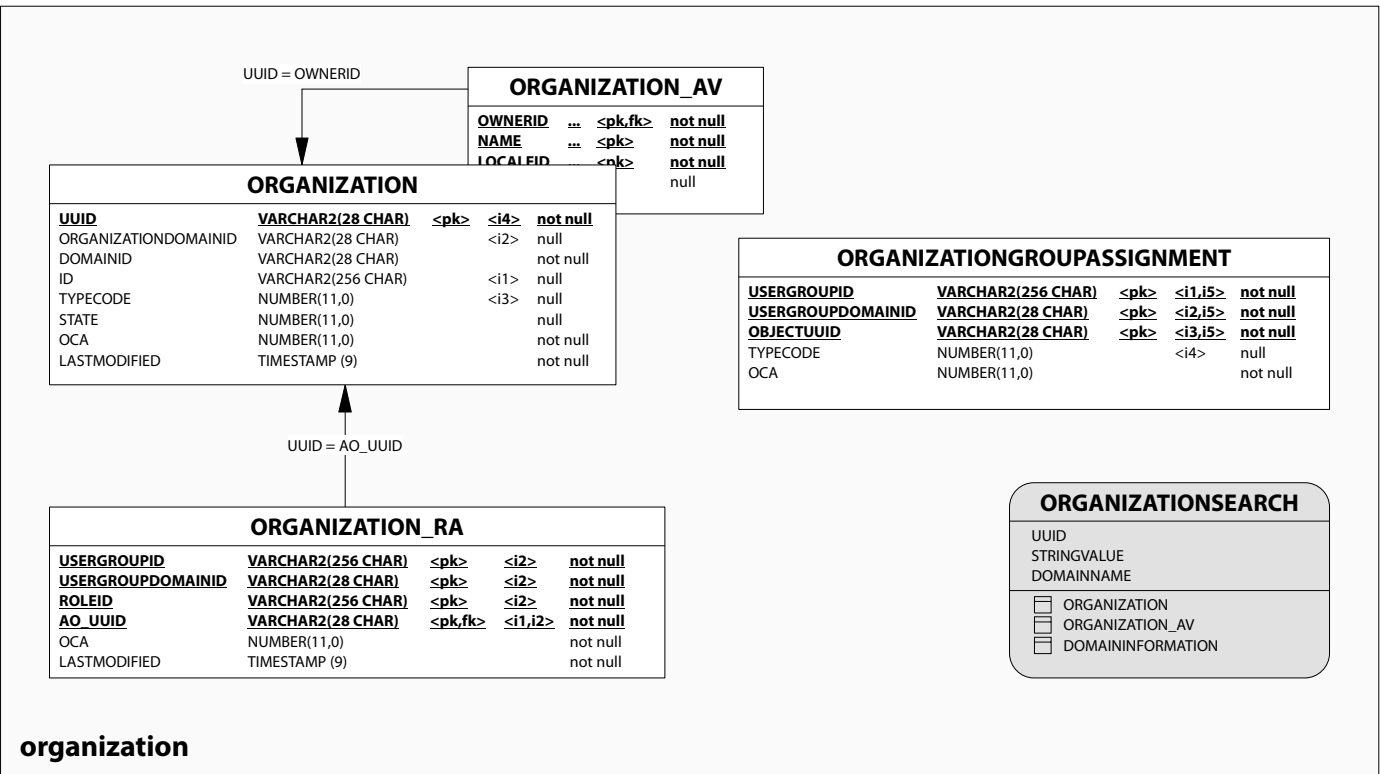 UUID = OWNERID
ORGANIZATION_AV
OWNERID ... <pk,fk> not null
NAME ... <pk> not null
LOCALEID ... <pk> not null
null
ORGANIZATION
UUID VARCHAR2(28 CHAR) <pk> <i4> not null
ORGANIZATIONDOMAINID VARCHAR2(28 CHAR) <i2> null
DOMAINID VARCHAR2(28 CHAR) not null
ID VARCHAR2(256 CHAR) <i1> null
TYPECODE NUMBER(11,0) <i3> null
STATE NUMBER(11,0) null
OCA NUMBER(11,0) not null
LASTMODIFIED TIMESTAMP (9) not null
ORGANIZATIONGROUPASSIGNMENT
USERGROUPID VARCHAR2(256 CHAR) <pk> <i1,i5> not null
USERGROUPDOMAINID VARCHAR2(28 CHAR) <pk> <i2,i5> not null
OBJECTUUID VARCHAR2(28 CHAR) <pk> <i3,i5> not null
TYPECODE NUMBER(11,0) <i4> null
OCA NUMBER(11,0) not null
UUID = AO_UUID
ORGANIZATION_RA
USERGROUPID VARCHAR2(256 CHAR) <pk> <i2> not null
USERGROUPDOMAINID VARCHAR2(28 CHAR) <pk> <i2> not null
ROLEID VARCHAR2(256 CHAR) <pk> <i2> not null
AO_UUID VARCHAR2(28 CHAR) <pk,fk> <i1,i2> not null
OCA NUMBER(11,0) not null
LASTMODIFIED TIMESTAMP (9) not null
ORGANIZATIONSEARCH
UUID
STRINGVALUE
DOMAINNAME
ORGANIZATION
ORGANIZATION_AV
DOMAININFORMATION
organization